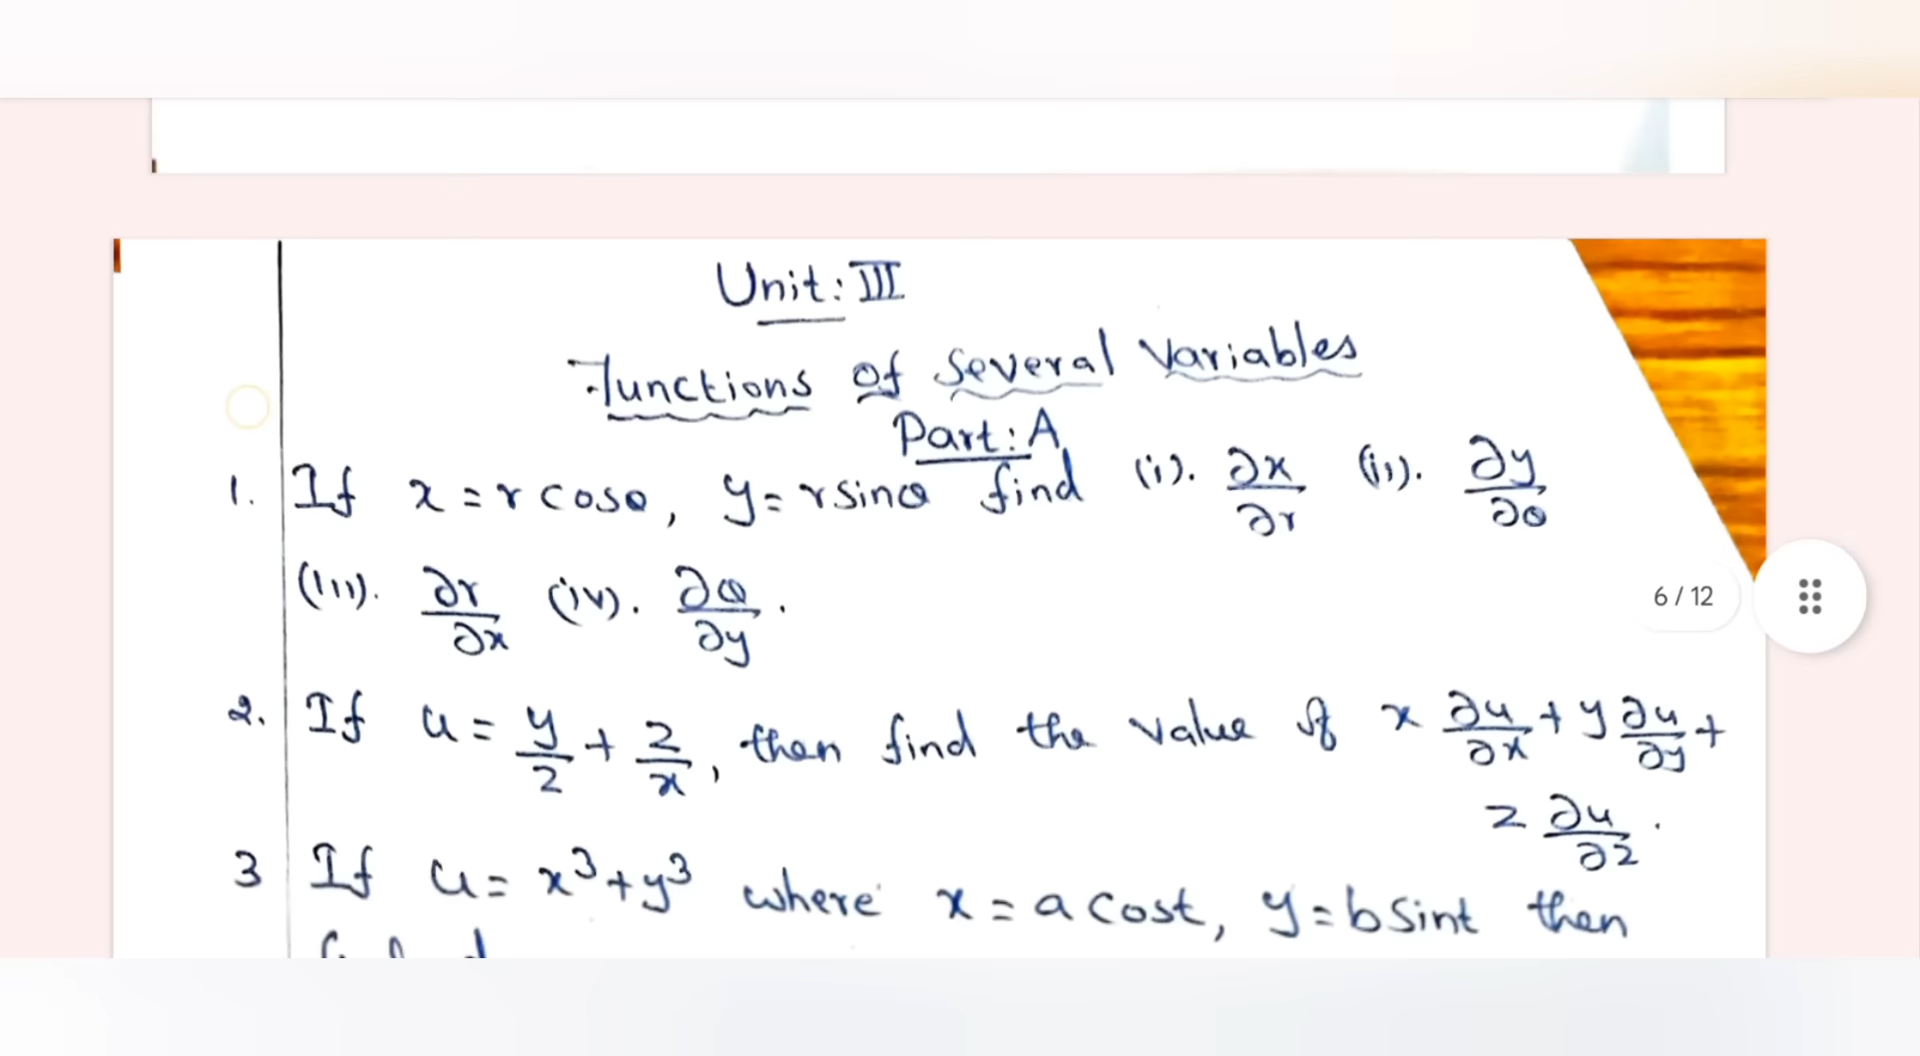 Unit: III
Functions of Several Variables
Part: A
1. If x = r cosθ, y = r sinθ find (i). ∂x/∂r (ii). ∂y/∂θ
(iii). ∂r/∂x (iv). ∂θ/∂y.
6 / 12
2. If u = y/z + z/x, then find the value of x ∂u/∂x + y ∂u/∂y +
z ∂u/∂z.
3 If u = x³+y³ where x = a cost, y = b sint then